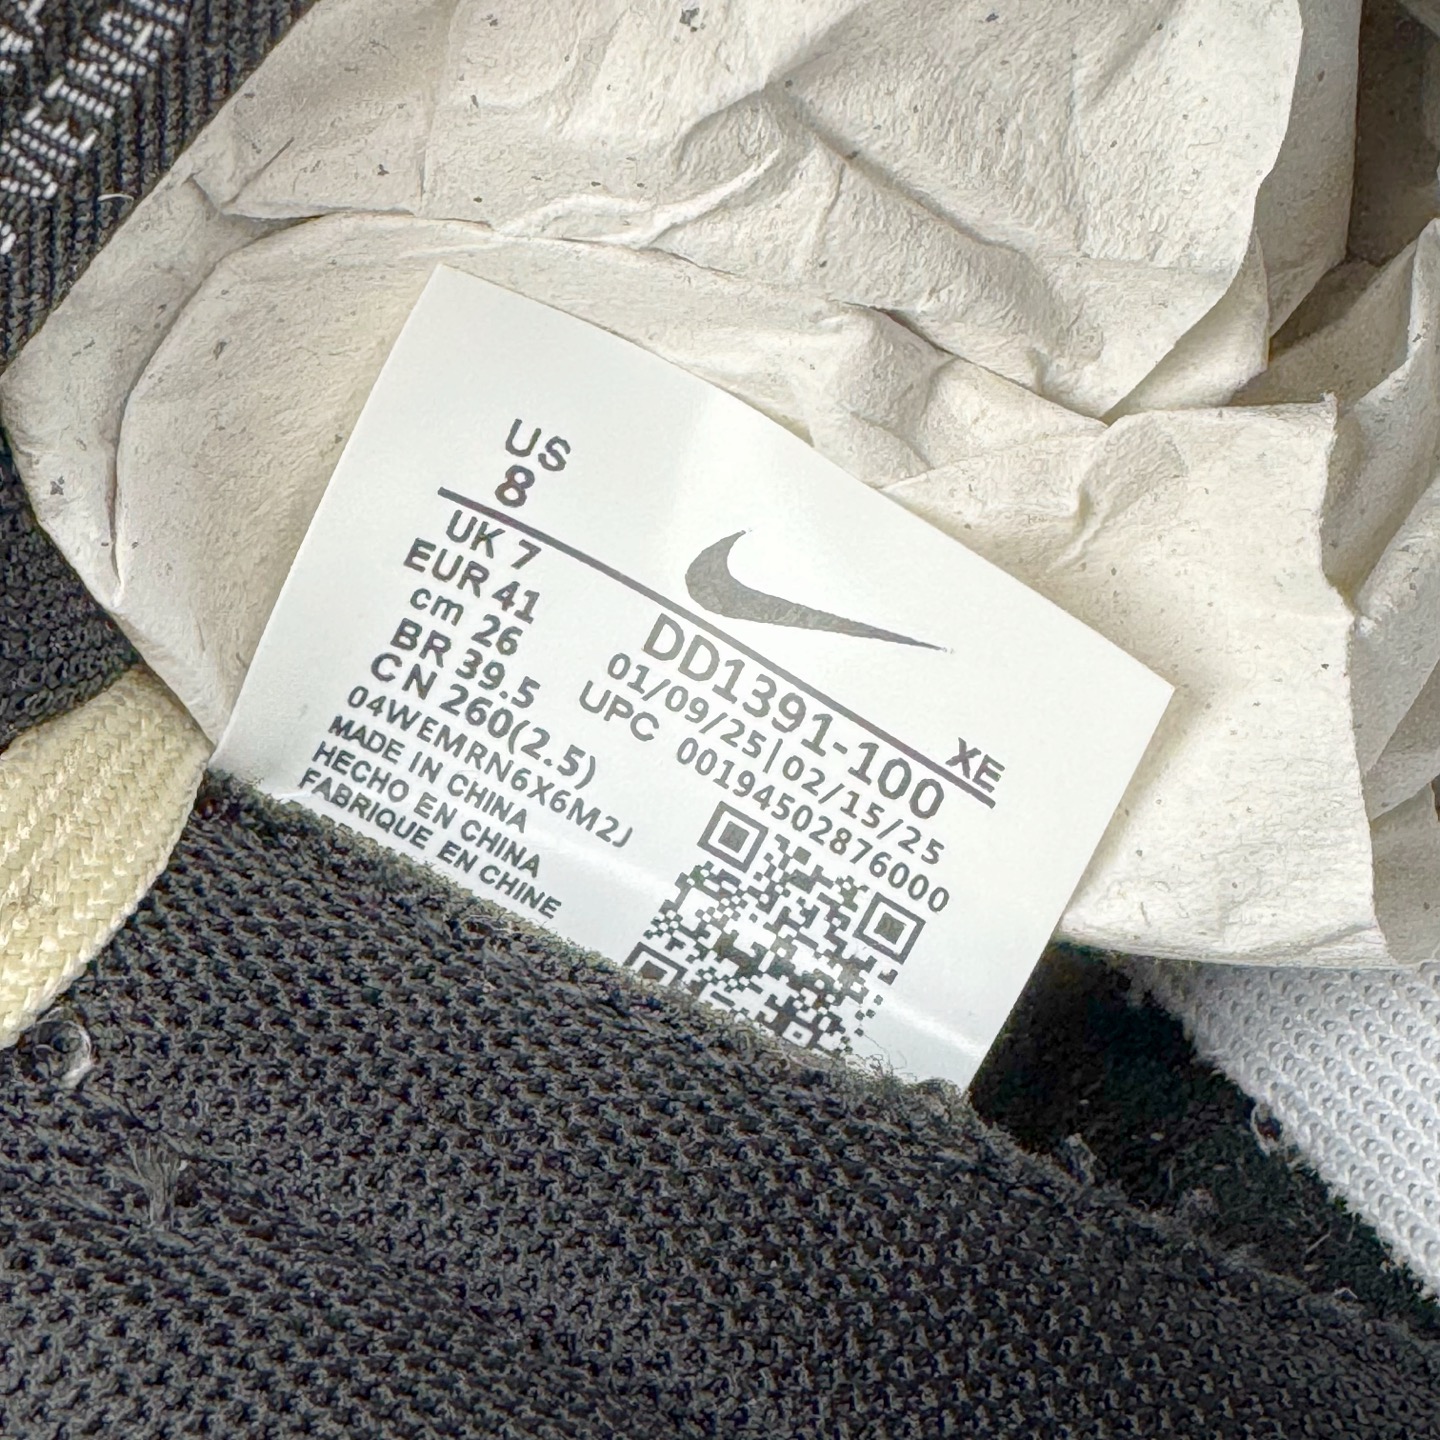 US
8
UK 7
EUR 41
cm 26
BR 39.5
CN 260(2.5)
04WEMRN6X6M2J
MADE IN CHINA
HECHO EN CHINA
FABRIQUE EN CHINE
XE
DD1391-100
01/09/25|02/15/25
UPC 00194502876000